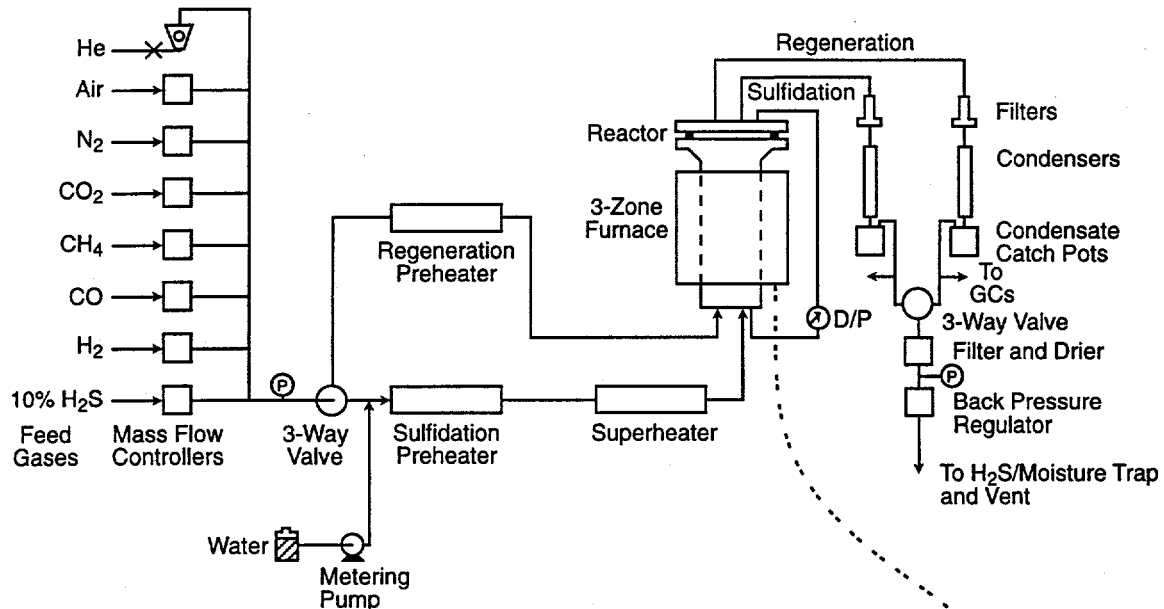 Regeneration
He
Sulfidation
Air
Filters
Reactor
N2
Condensers
CO2
3-Zone
Furnace
Condensate
Catch Pots
CH4
Regeneration
Preheater
To
GCs
CO
D/P
3-Way Valve
H2
Filter and Drier
P
P
10% H2S
Back Pressure
Regulator
Feed
Gases
Mass Flow
Controllers
3-Way
Valve
Sulfidation
Preheater
Superheater
To H2S/Moisture Trap
and Vent
Water
Metering
Pump